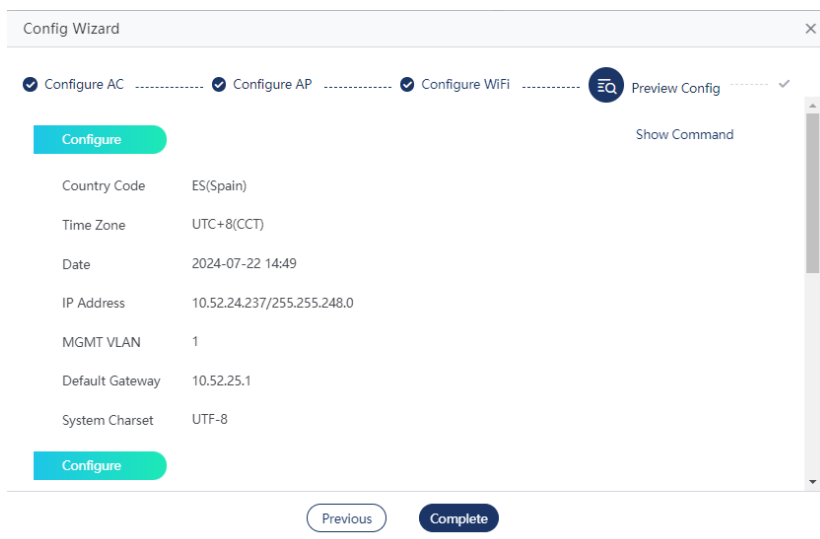 Config Wizard
Configure AC Configure AP Configure WiFi Preview Config
Configure Show Command
Country Code ES(Spain)
Time Zone UTC+8(CCT)
Date 2024-07-22 14:49
IP Address 10.52.24.237/255.255.248.0
MGMT VLAN 1
Default Gateway 10.52.25.1
System Charset UTF-8
Configure
Previous Complete